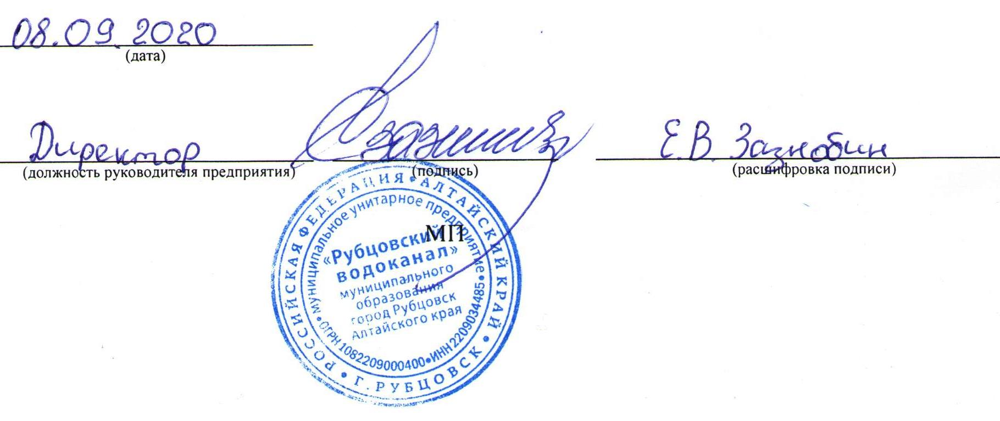 08.09.2020
(дата)
Директор Е.В. Зазнобин
(должность руководителя предприятия) (подпись) (расшифровка подписи)
МП
РОССИЙСКАЯ ФЕДЕРАЦИЯ • АЛТАЙСКИЙ КРАЙ • Г. РУБЦОВСК •
• муниципальное унитарное предприятие •
ОГРН 1082209000400 • ИНН 2209034485
«Рубцовский
водоканал»
муниципального
образования
город Рубцовск
Алтайского края